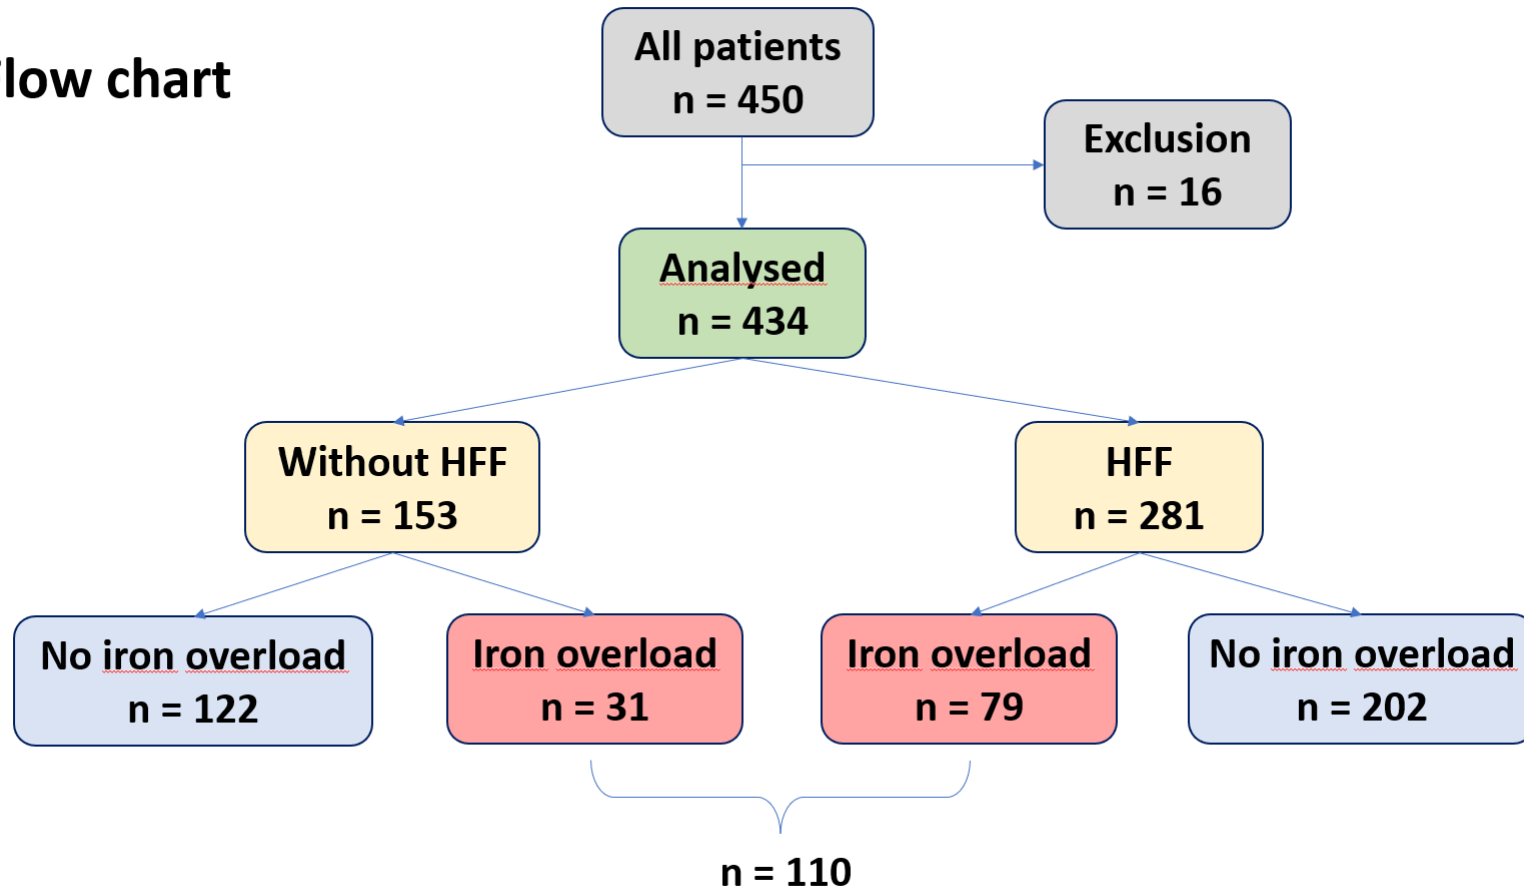 low chart
All patients
n = 450
Exclusion
n = 16
Analysed
n = 434
Without HFF
n = 153
HFF
n = 281
No iron overload
n = 122
Iron overload
n = 31
Iron overload
n = 79
No iron overload
n = 202
n = 110